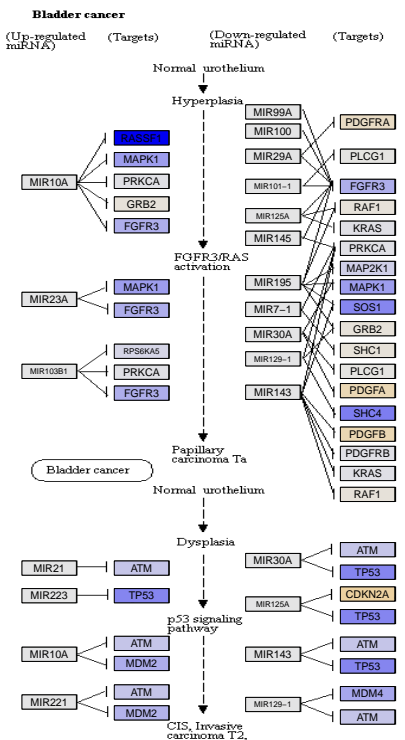 Bladder cancer
(Up-regulated
miRNA)
(Targets)
(Down-regulated
miRNA)
(Targets)
Normal urothelium
Hyperplasia
MIR10A
RASSF1
MAPK1
PRKCA
GRB2
FGFR3
MIR99A
MIR100
MIR29A
MIR101-1
MIR125A
MIR145
MIR195
MIR7-1
MIR30A
MIR129-1
MIR143
PDGFRA
PLCG1
FGFR3
RAF1
KRAS
PRKCA
MAP2K1
MAPK1
SOS1
GRB2
SHC1
PLCG1
PDGFA
SHC4
PDGFB
PDGFRB
KRAS
RAF1
FGFR3/RAS
activation
MIR23A
MAPK1
FGFR3
MIR103B1
RPS6KA5
PRKCA
FGFR3
Papillary
carcinoma Ta
Bladder cancer
Normal urothelium
Dysplasia
MIR21
ATM
MIR223
TP53
MIR30A
ATM
TP53
MIR125A
CDKN2A
TP53
p53 signaling
pathway
MIR10A
ATM
MDM2
MIR143
ATM
TP53
MIR221
ATM
MDM2
MIR129-1
MDM4
ATM
CIS, Invasive
carcinoma T2,